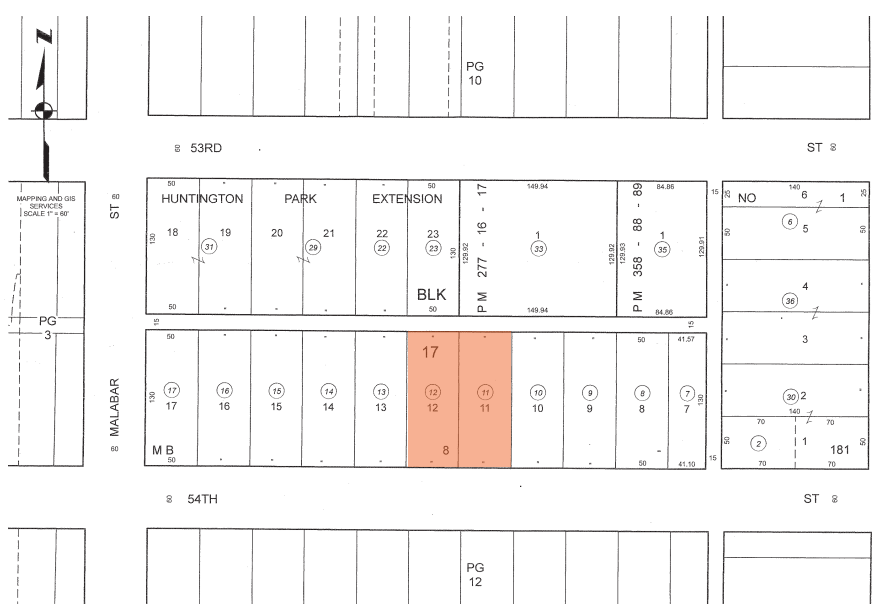 PG
10
Z
60 53RD
ST 60
MAPPING AND GIS
SERVICES
SCALE 1" = 60'
ST 60
50 " " " " 50
149.94
84.86
15
25 140 25
HUNTINGTON PARK EXTENSION
NO 6 1
PM 277 - 16 - 17
PM 358 - 88 - 89
18 19 20 21 22 23
1
1
6 5
130 31 29 22 23 130
129.92 33 129.92
129.93 35 129.91
50 50
4
36
BLK
50 " " " " 50
149.94
84.86
PG
3
15
15
50 " " " " " " " " 50 41.57
3
17
50 50
17 16 15 14 13 12 11 10 9 8 7
130 130
17 16 15 14 13 12 11 10 9 8 7
30 2
MALABAR
60
140
70 70
50 2 1 50
181
MB
8
50 " " " " " " " " 50 41.10
15
70 70
60 54TH
ST 60
PG
12